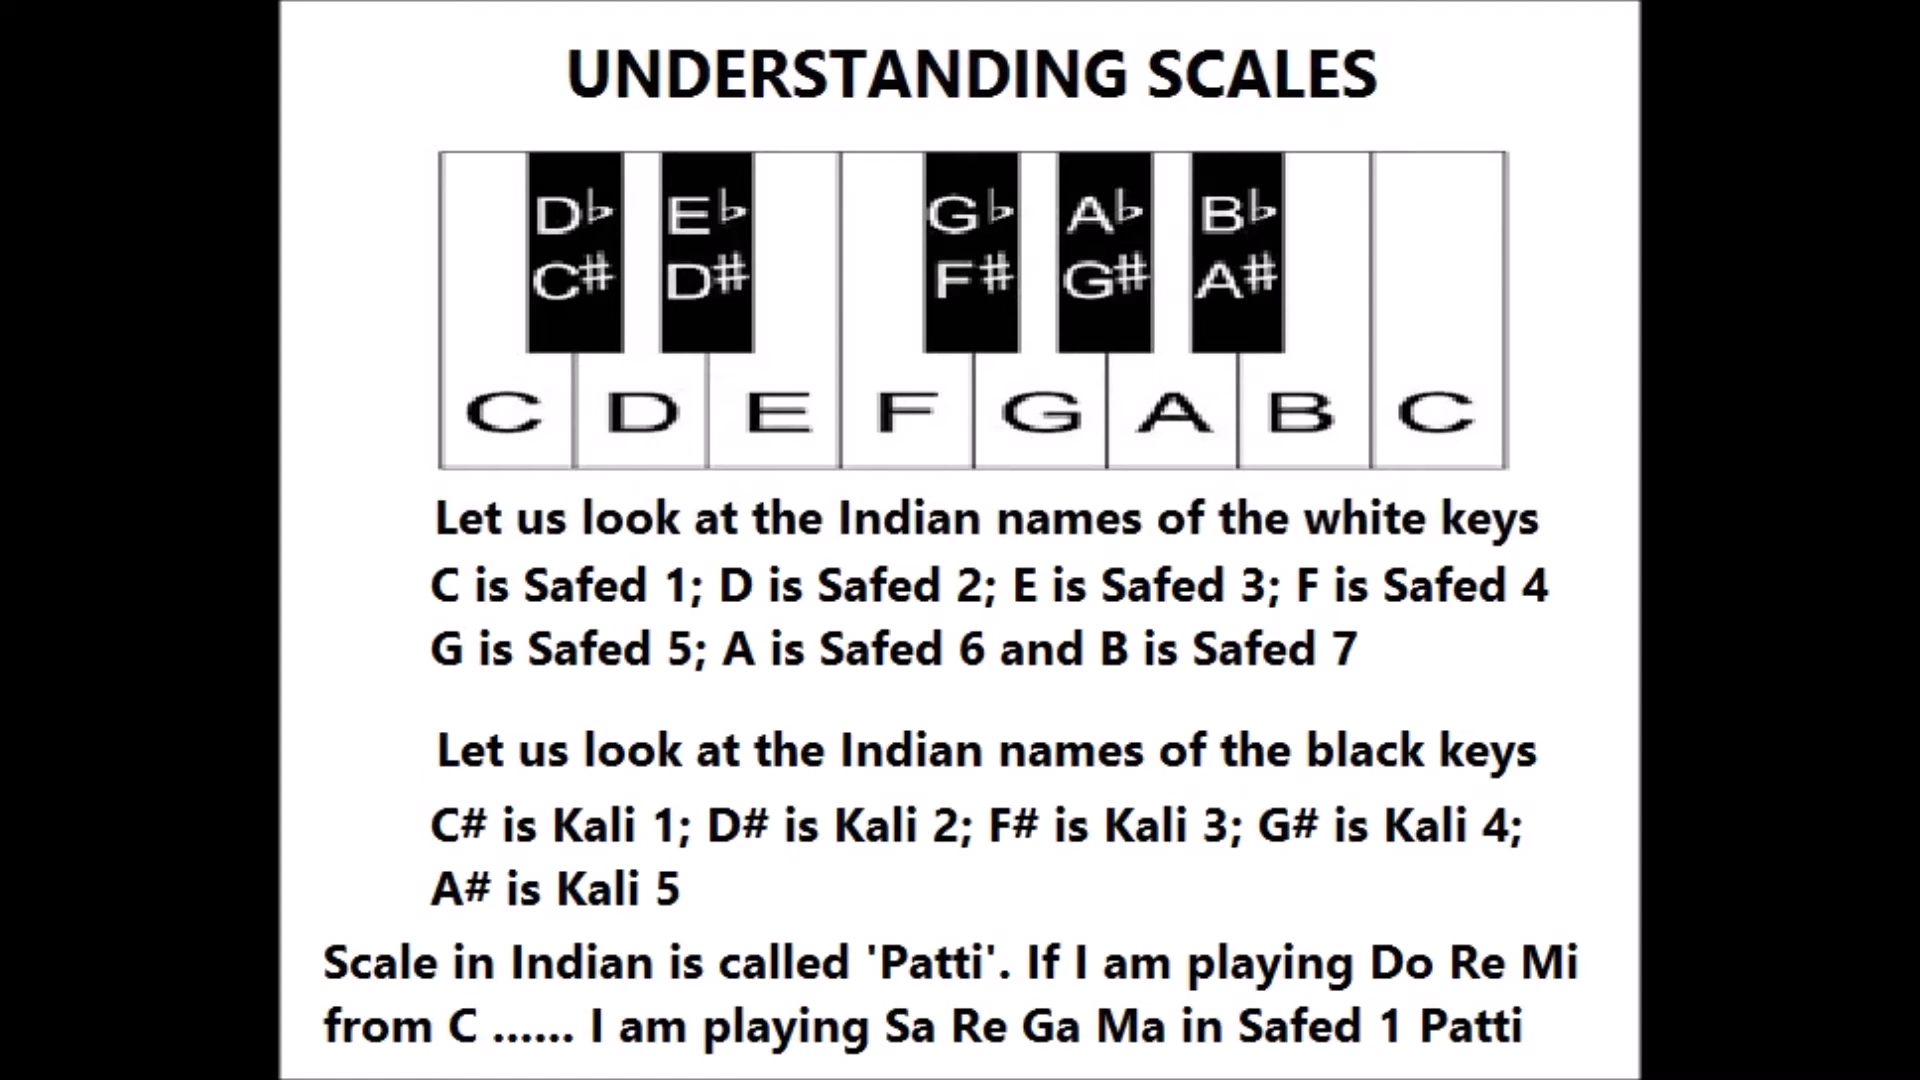 UNDERSTANDING SCALES
D♭ E♭ G♭ A♭ B♭
C# D# F# G# A#
C D E F G A B C
Let us look at the Indian names of the white keys
C is Safed 1; D is Safed 2; E is Safed 3; F is Safed 4
G is Safed 5; A is Safed 6 and B is Safed 7
Let us look at the Indian names of the black keys
C# is Kali 1; D# is Kali 2; F# is Kali 3; G# is Kali 4;
A# is Kali 5
Scale in Indian is called 'Patti'. If I am playing Do Re Mi
from C ...... I am playing Sa Re Ga Ma in Safed 1 Patti